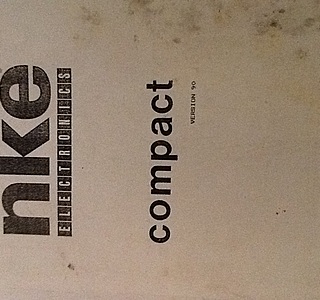 nke
ELECTRONICS
compact
VERSION 90